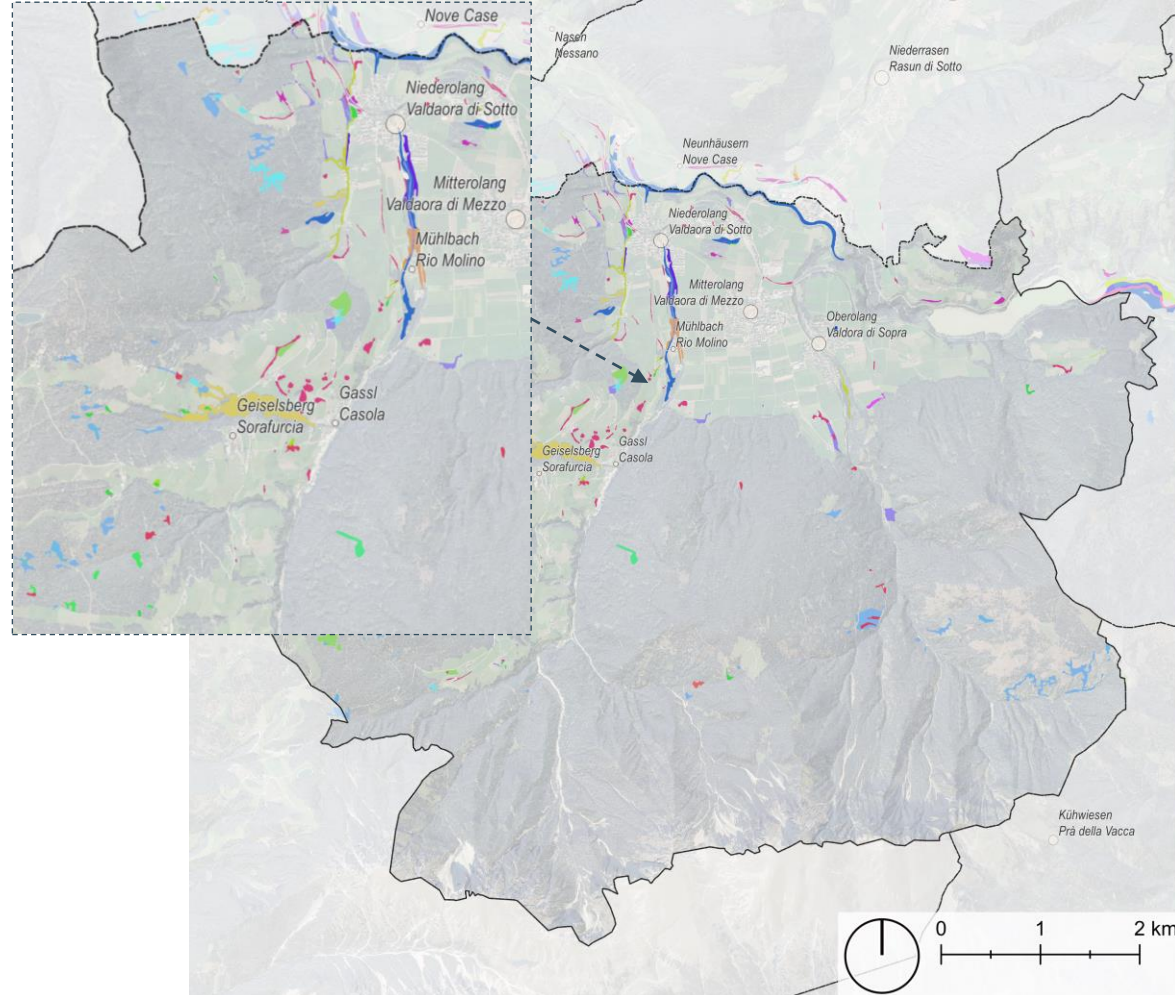 Nove Case
Niederolang
Valdaora di Sotto
Mitterolang
Valdaora di Mezzo
Mühlbach
Rio Molino
Gassl
Casola
Geiselsberg
Sorafurcia
Nasen
Nessano
Niederrasen
Rasun di Sotto
Neunhäusern
Nove Case
Niederolang
Valdaora di Sotto
Mitterolang
Valdaora di Mezzo
Mühlbach
Rio Molino
Oberolang
Valdora di Sopra
Gassl
Casola
Geiselsberg
Sorafurcia
Kühwiesen
Prà della Vacca
0 1 2 km